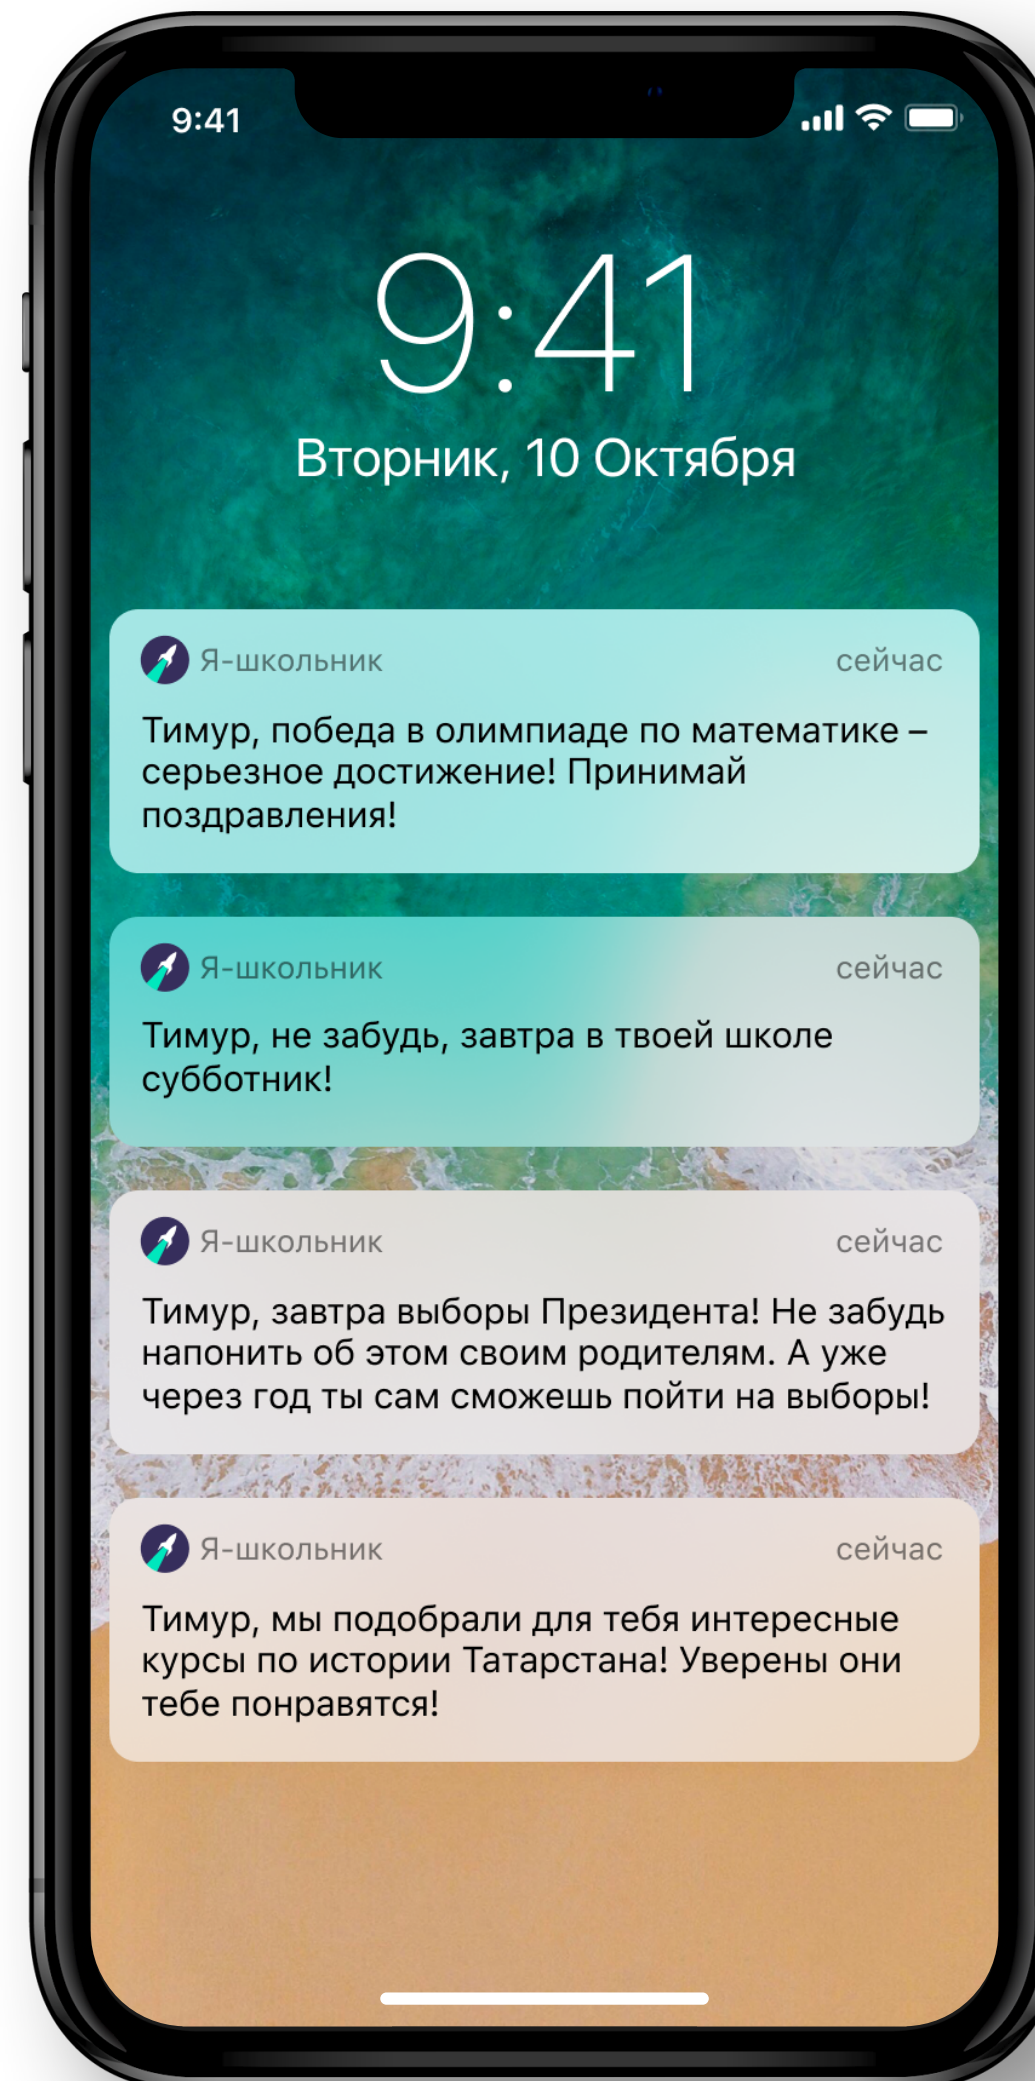 9:41
9:41
Вторник, 10 Октября
Я-школьник сейчас
Тимур, победа в олимпиаде по математике –
серьезное достижение! Принимай
поздравления!
Я-школьник сейчас
Тимур, не забудь, завтра в твоей школе
субботник!
Я-школьник сейчас
Тимур, завтра выборы Президента! Не забудь
напонить об этом своим родителям. А уже
через год ты сам сможешь пойти на выборы!
Я-школьник сейчас
Тимур, мы подобрали для тебя интересные
курсы по истории Татарстана! Уверены они
тебе понравятся!